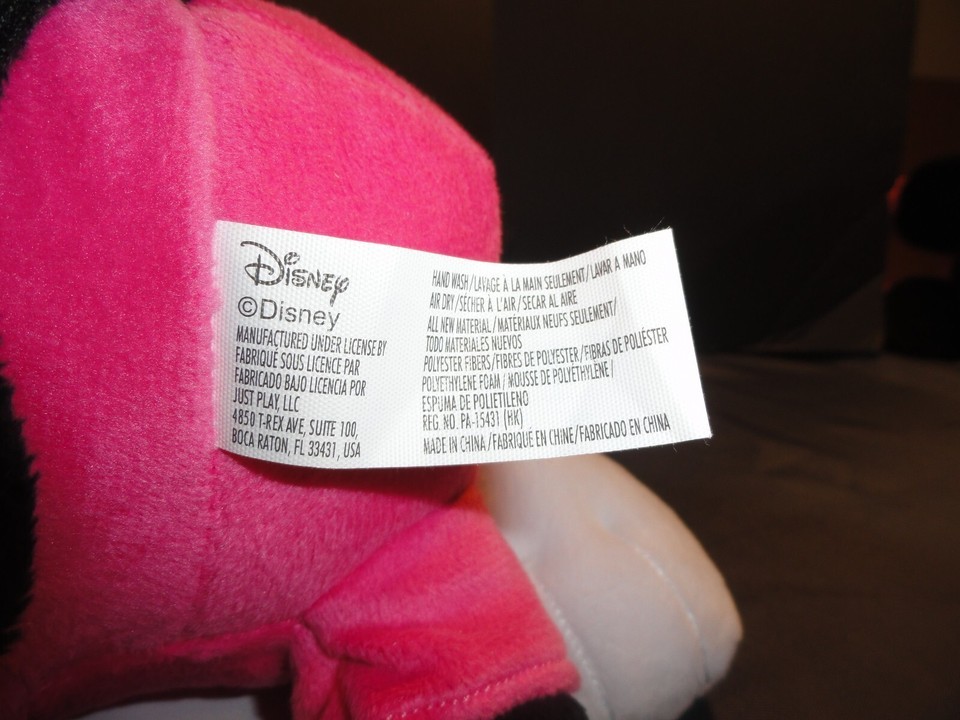 Disney
©Disney
MANUFACTURED UNDER LICENSE BY
FABRIQUÉ SOUS LICENCE PAR
FABRICADO BAJO LICENCIA POR
JUST PLAY, LLC
4850 T-REX AVE, SUITE 100,
BOCA RATON, FL 33431, USA
HAND WASH/LAVAGE À LA MAIN SEULEMENT/LAVAR A MANO
AIR DRY/SÉCHER À L'AIR/SECAR AL AIRE
ALL NEW MATERIAL/MATÉRIAUX NEUFS SEULEMENT/
TODO MATERIALES NUEVOS
POLYESTER FIBERS/FIBRES DE POLYESTER/FIBRAS DE POLIÉSTER
POLYETHYLENE FOAM/MOUSSE DE POLYETHYLENE/
ESPUMA DE POLIETILENO
REG. NO. PA-15431 (HK)
MADE IN CHINA/FABRIQUÉ EN CHINE/FABRICADO EN CHINA